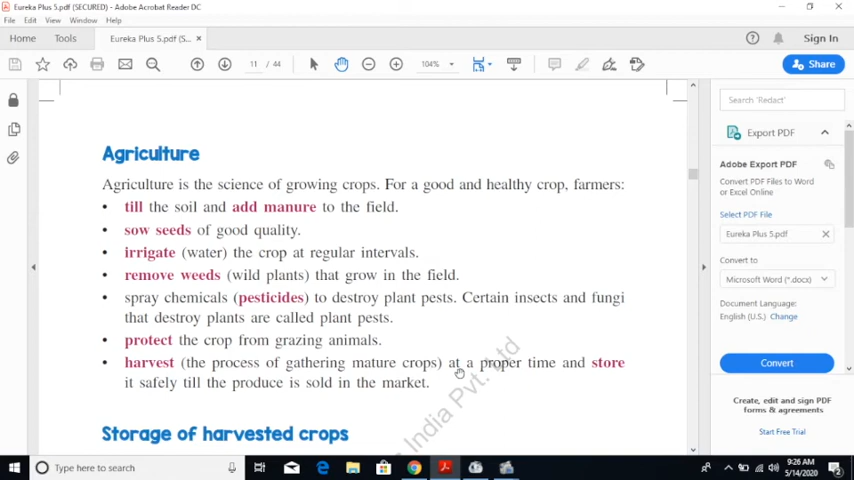 Eureka Plus 5.pdf (SECURED) - Adobe Acrobat Reader DC
File Edit View Window Help
Home Tools Eureka Plus 5.pdf (S... × Sign In
11 / 44 104% Share
Agriculture
Agriculture is the science of growing crops. For a good and healthy crop, farmers:
• till the soil and add manure to the field.
• sow seeds of good quality.
• irrigate (water) the crop at regular intervals.
• remove weeds (wild plants) that grow in the field.
• spray chemicals (pesticides) to destroy plant pests. Certain insects and fungi
that destroy plants are called plant pests.
• protect the crop from grazing animals.
• harvest (the process of gathering mature crops) at a proper time and store
it safely till the produce is sold in the market.
Storage of harvested crops
India Pvt. Ltd
Search 'Redact'
Export PDF
Adobe Export PDF
Convert PDF Files to Word
or Excel Online
Select PDF File
Eureka Plus 5.pdf
Convert to
Microsoft Word (*.docx)
Document Language:
English (U.S.) Change
Convert
Create, edit and sign PDF
forms & agreements
Start Free Trial
Type here to search
9:26 AM
5/14/2020
2